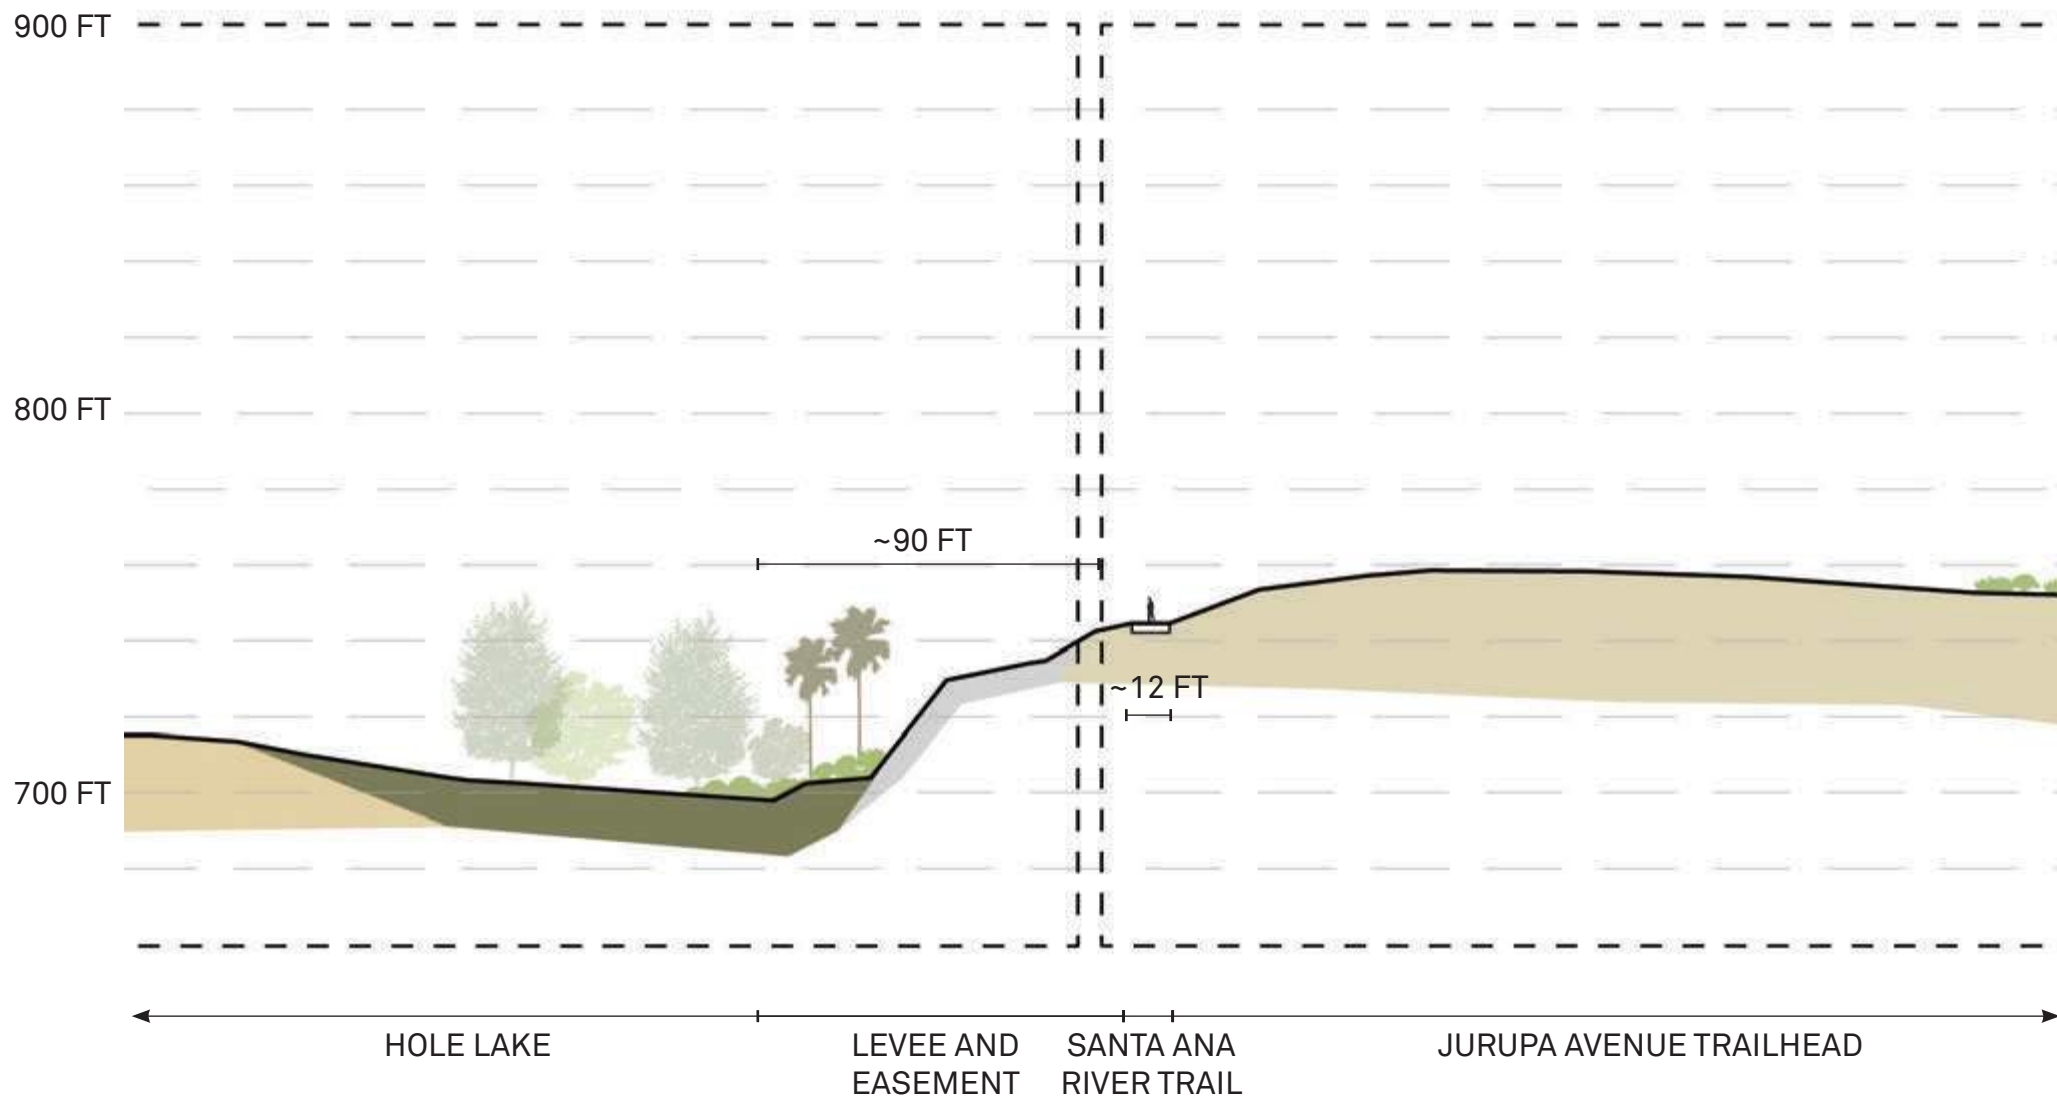 900 FT
800 FT
~90 FT
~12 FT
700 FT
HOLE LAKE
LEVEE AND
EASEMENT
SANTA ANA
RIVER TRAIL
JURUPA AVENUE TRAILHEAD